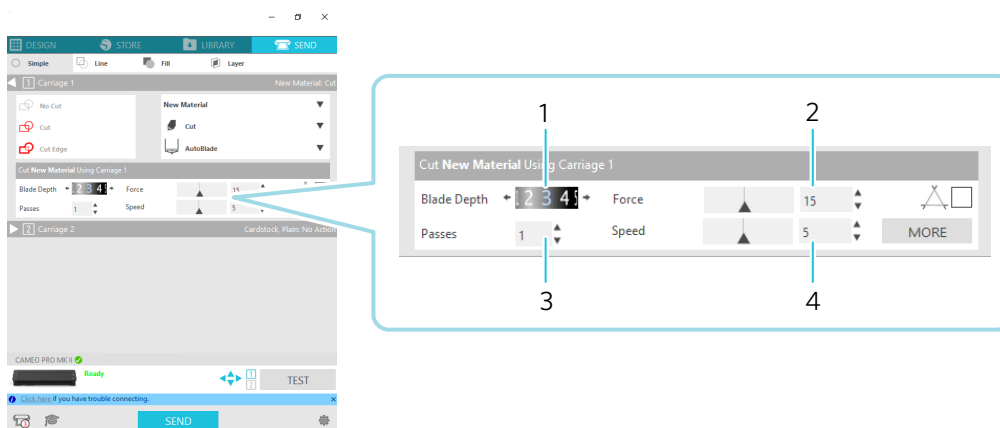 DESIGN STORE LIBRARY SEND
Simple Line Fill Layer
1 Carriage 1 New Material: Cut
No Cut
Cut
Cut Edge
New Material
Cut
AutoBlade
Cut New Material Using Carriage 1
Blade Depth 2 3 4 Force 15
Passes 1 Speed 5
2 Carriage 2 Cardstock, Plain: No Action
CAMEO PRO MK II
Ready
1
2
TEST
Click here if you have trouble connecting.
SEND
1 2
Cut New Material Using Carriage 1
Blade Depth 2 3 4 Force 15
Passes 1 Speed 5 MORE
3 4